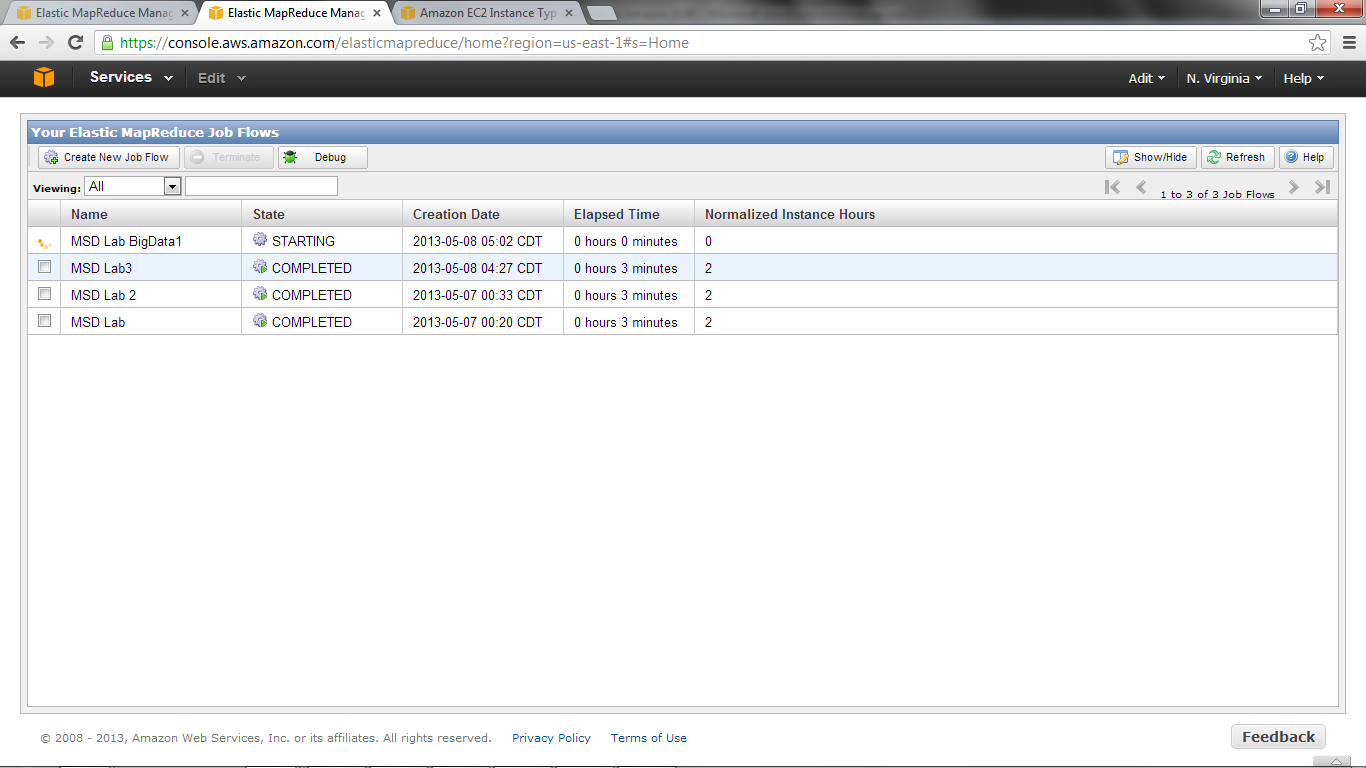 Elastic MapReduce Manag Elastic MapReduce Manag Amazon EC2 Instance Typ
https://console.aws.amazon.com/elasticmapreduce/home?region=us-east-1#s=Home
Services Edit Adit N. Virginia Help
Your Elastic MapReduce Job Flows
Create New Job Flow Terminate Debug Show/Hide Refresh Help
Viewing: All 1 to 3 of 3 Job Flows
Name State Creation Date Elapsed Time Normalized Instance Hours
MSD Lab BigData1 STARTING 2013-05-08 05:02 CDT 0 hours 0 minutes 0
MSD Lab3 COMPLETED 2013-05-08 04:27 CDT 0 hours 3 minutes 2
MSD Lab 2 COMPLETED 2013-05-07 00:33 CDT 0 hours 3 minutes 2
MSD Lab COMPLETED 2013-05-07 00:20 CDT 0 hours 3 minutes 2
© 2008 - 2013, Amazon Web Services, Inc. or its affiliates. All rights reserved. Privacy Policy Terms of Use Feedback